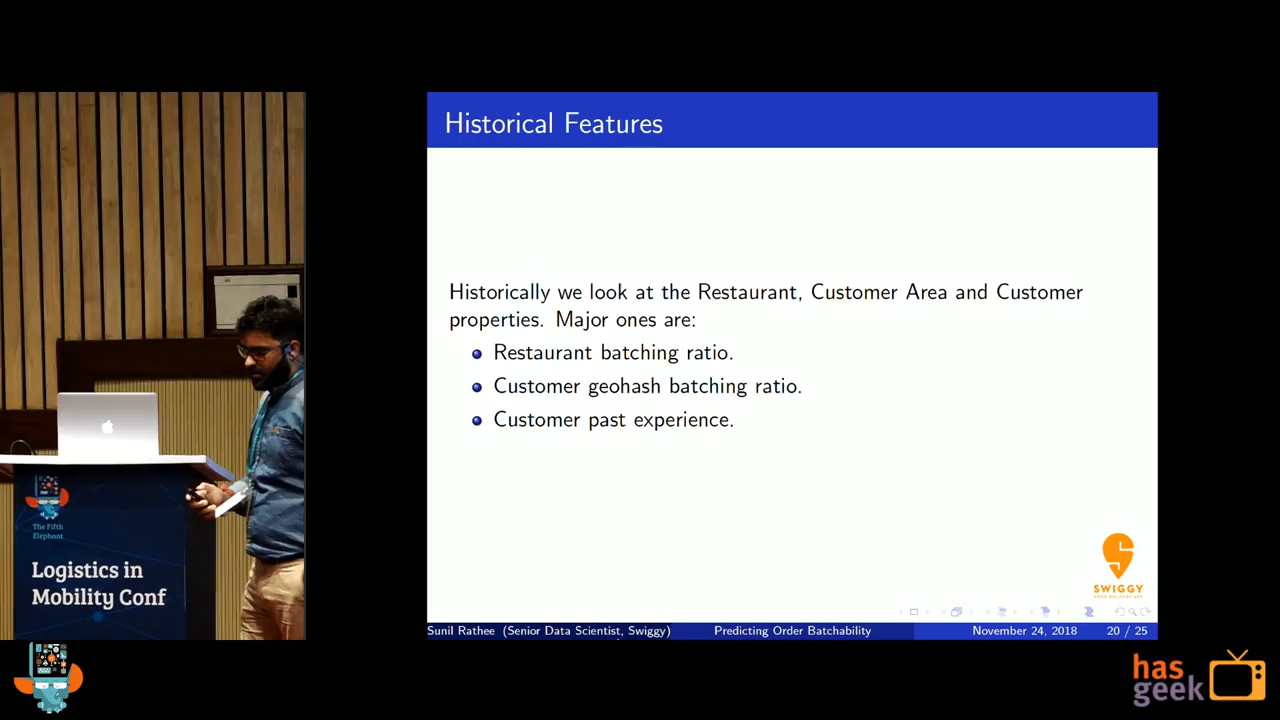 Historical Features
Historically we look at the Restaurant, Customer Area and Customer
properties. Major ones are:
Restaurant batching ratio.
Customer geohash batching ratio.
Customer past experience.
SWIGGY
Sunil Rathee (Senior Data Scientist, Swiggy)
Predicting Order Batchability
November 24, 2018
20 / 25
The Fifth
Elephant
Logistics in
Mobility Conf
has
geek